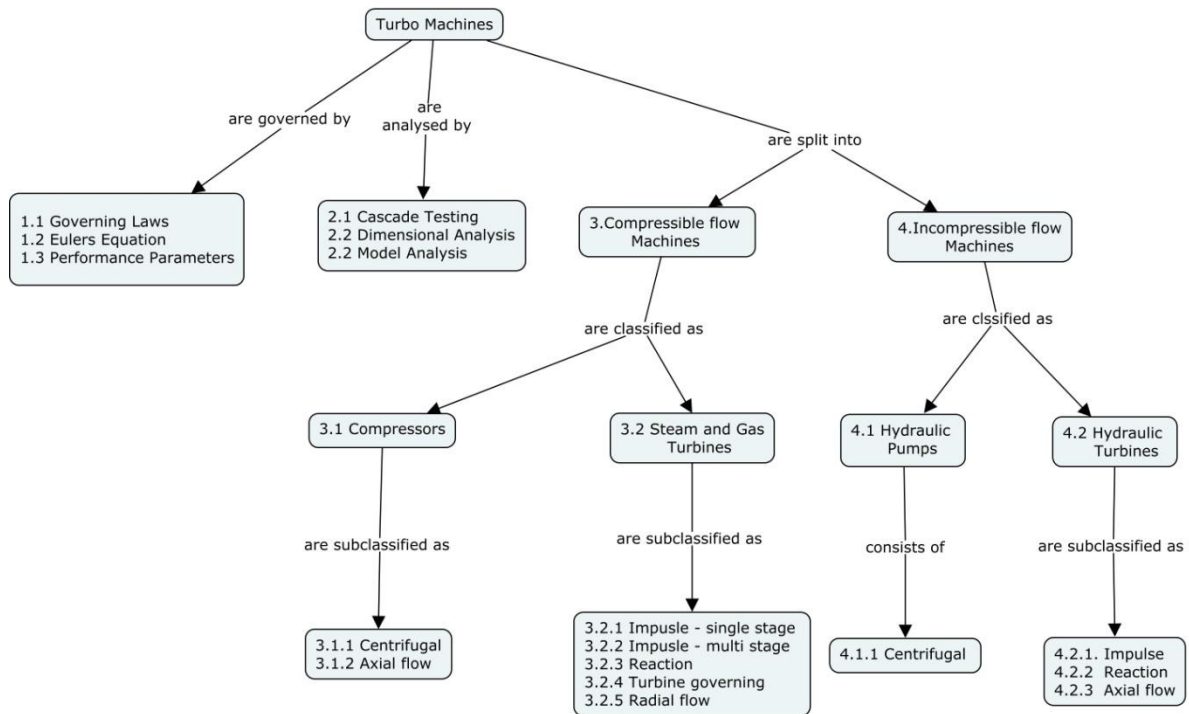 Turbo Machines
are governed by
are
analysed by
are split into
1.1 Governing Laws
1.2 Eulers Equation
1.3 Performance Parameters
2.1 Cascade Testing
2.2 Dimensional Analysis
2.2 Model Analysis
3.Compressible flow
Machines
4.Incompressible flow
Machines
are classified as
are clssified as
3.1 Compressors
3.2 Steam and Gas
Turbines
4.1 Hydraulic
Pumps
4.2 Hydraulic
Turbines
are subclassified as
are subclassified as
consists of
are subclassified as
3.1.1 Centrifugal
3.1.2 Axial flow
3.2.1 Impusle - single stage
3.2.2 Impusle - multi stage
3.2.3 Reaction
3.2.4 Turbine governing
3.2.5 Radial flow
4.1.1 Centrifugal
4.2.1. Impulse
4.2.2 Reaction
4.2.3 Axial flow